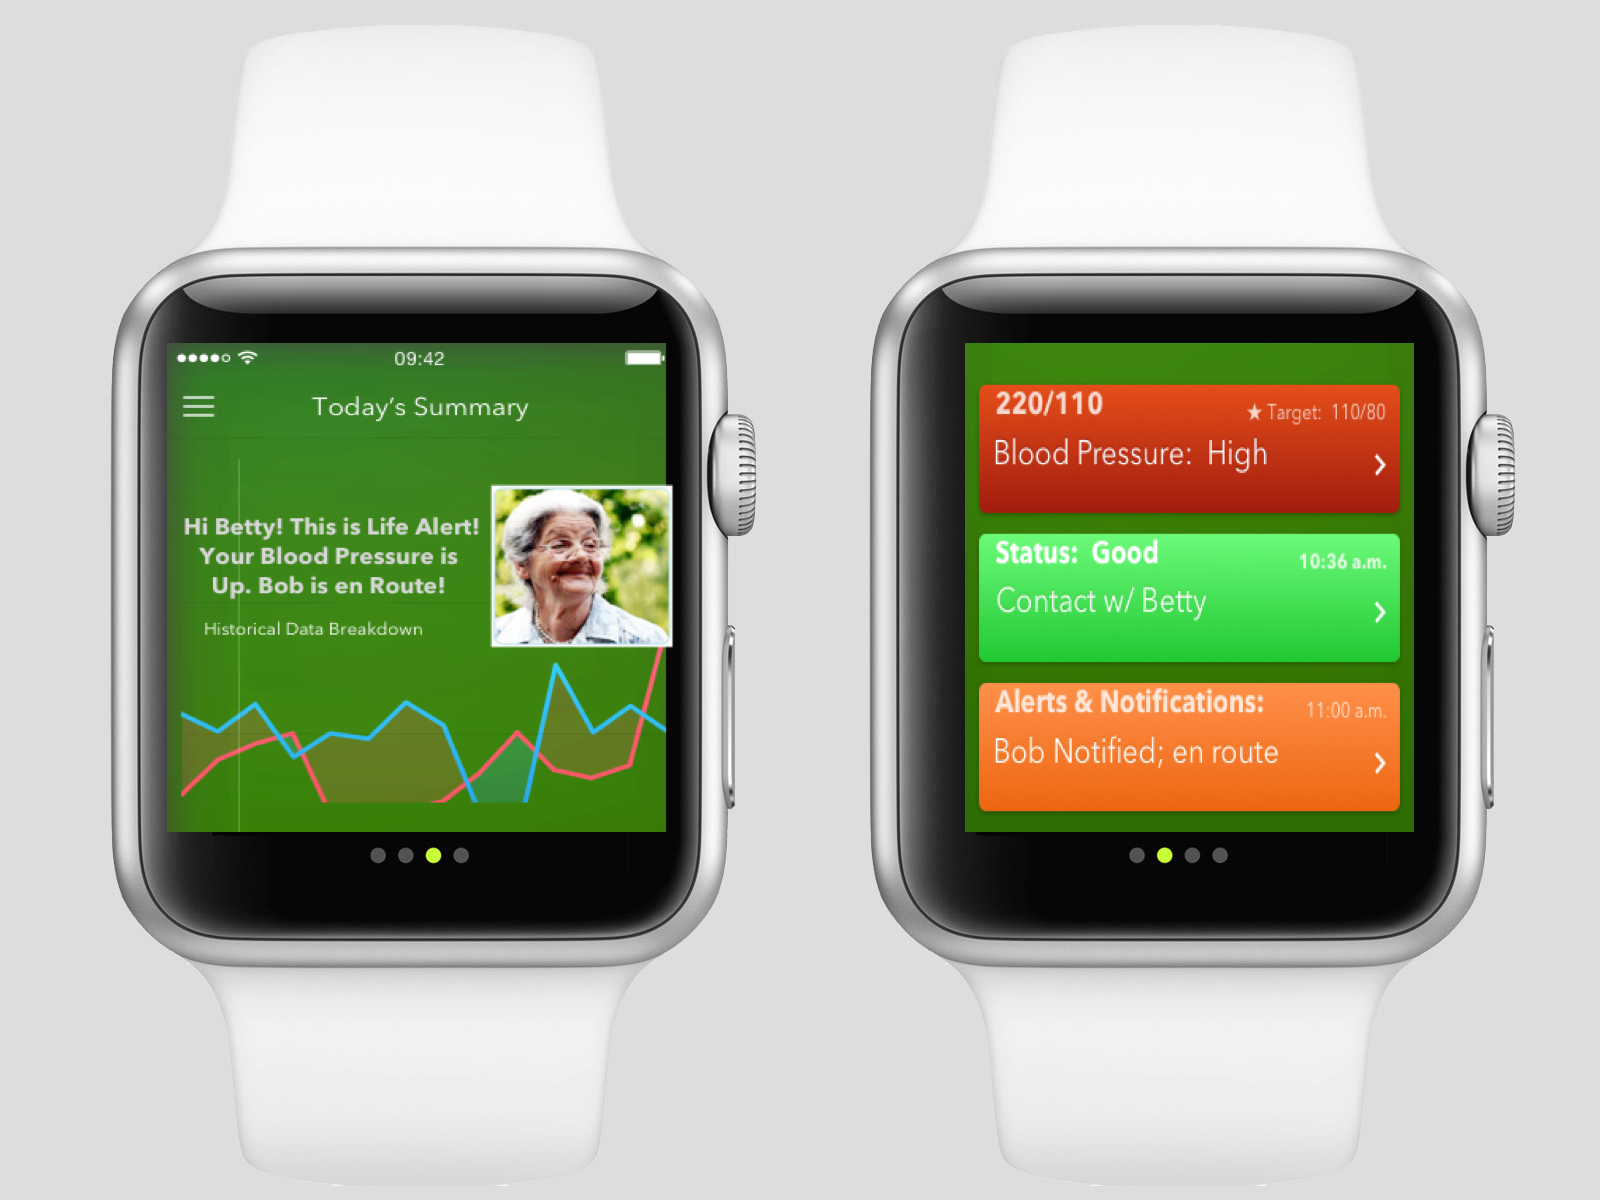 09:42
Today's Summary
Hi Betty! This is Life Alert!
Your Blood Pressure is
Up. Bob is en Route!
Historical Data Breakdown
220/110
★ Target: 110/80
Blood Pressure: High
Status: Good
10:36 a.m.
Contact w/ Betty
Alerts & Notifications:
11:00 a.m.
Bob Notified; en route